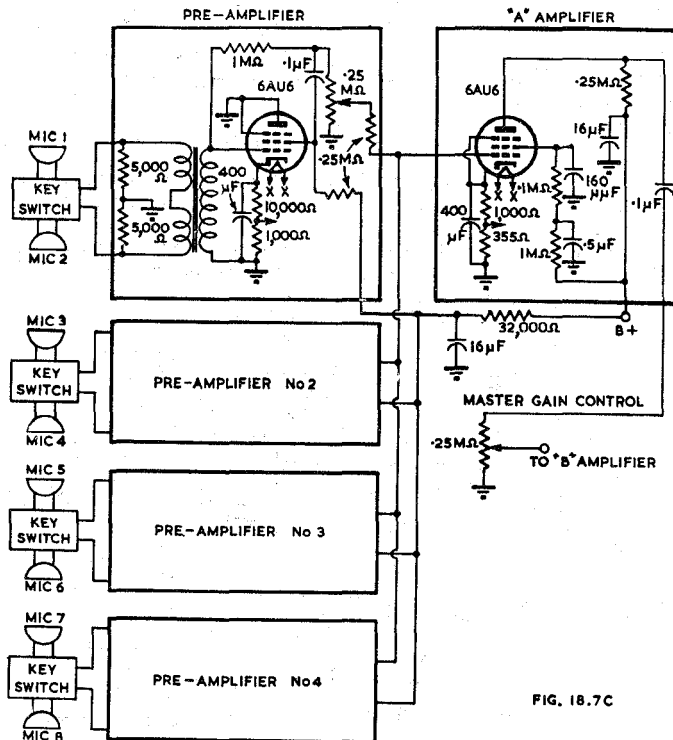 PRE-AMPLIFIER
"A" AMPLIFIER
1MΩ
.1µF
.25
MΩ
6AU6
.25MΩ
400
µF
10,000Ω
1,000Ω
X X
5,000
Ω
5,000
Ω
MIC 1
KEY
SWITCH
MIC 2
6AU6
.25MΩ
16µF
.1MΩ
160
µµF
X X
400
µF
1,000Ω
355Ω
1MΩ
.5µF
.1µF
32,000Ω
B+
16µF
MIC 3
KEY
SWITCH
MIC 4
PRE-AMPLIFIER No 2
MASTER GAIN CONTROL
.25MΩ
TO "B" AMPLIFIER
MIC 5
KEY
SWITCH
MIC 6
PRE-AMPLIFIER No 3
MIC 7
KEY
SWITCH
MIC 8
PRE-AMPLIFIER No 4
FIG. 18.7C